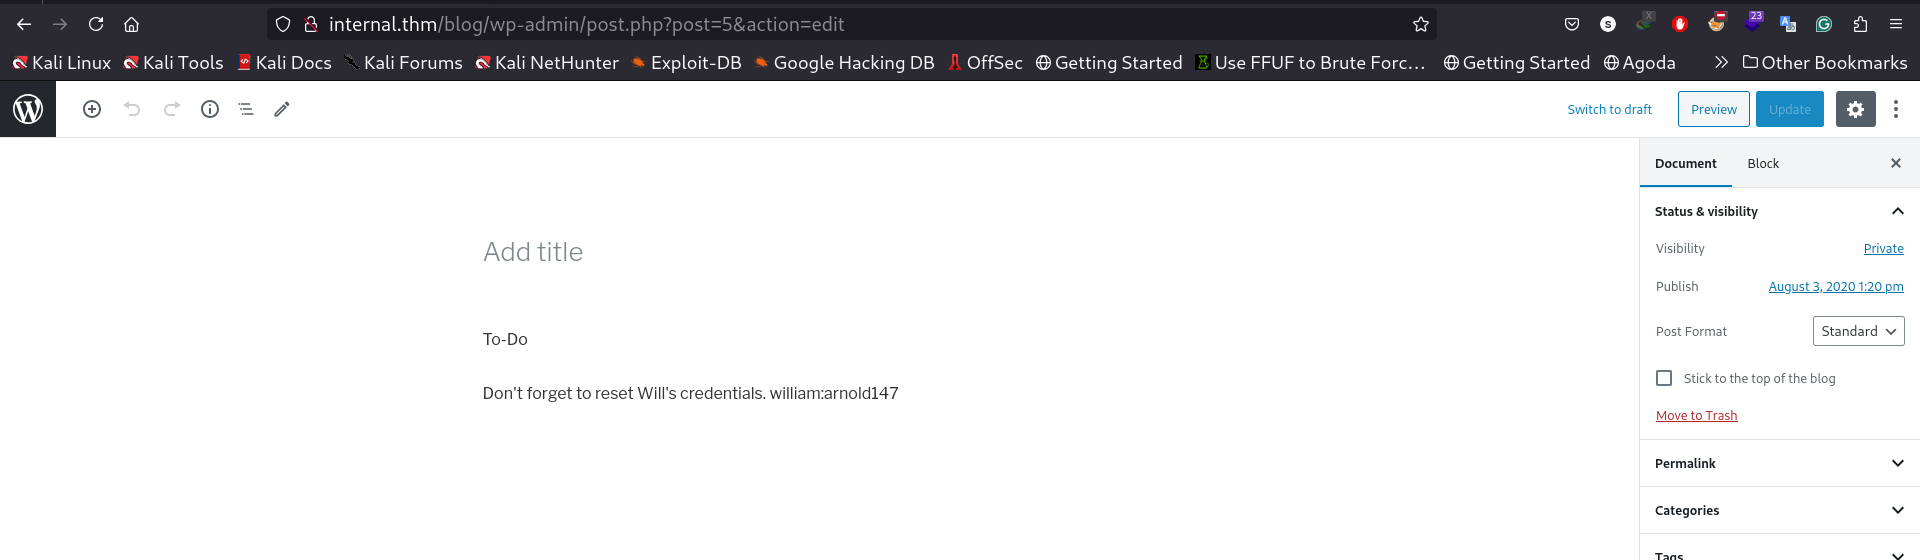 internal.thm/blog/wp-admin/post.php?post=5&action=edit
S X 23
Kali Linux Kali Tools Kali Docs Kali Forums Kali NetHunter Exploit-DB Google Hacking DB OffSec Getting Started Use FFUF to Brute Forc... Getting Started Agoda Other Bookmarks
Switch to draft Preview Update
Document Block
Status & visibility
Visibility Private
Publish August 3, 2020 1:20 pm
Post Format Standard
Stick to the top of the blog
Move to Trash
Permalink
Categories
Tags
Add title
To-Do
Don't forget to reset Will's credentials. william:arnold147